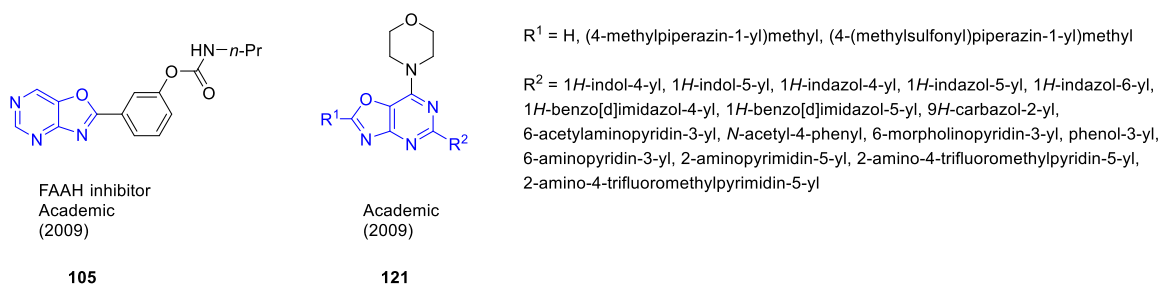 HN n-Pr
O
O
O
N
N
N
FAAH inhibitor
Academic
(2009)
105
O
N
O
N
R1
N
N
R2
Academic
(2009)
121
R1 = H, (4-methylpiperazin-1-yl)methyl, (4-(methylsulfonyl)piperazin-1-yl)methyl
R2 = 1H-indol-4-yl, 1H-indol-5-yl, 1H-indazol-4-yl, 1H-indazol-5-yl, 1H-indazol-6-yl,
1H-benzo[d]imidazol-4-yl, 1H-benzo[d]imidazol-5-yl, 9H-carbazol-2-yl,
6-acetylaminopyridin-3-yl, N-acetyl-4-phenyl, 6-morpholinopyridin-3-yl, phenol-3-yl,
6-aminopyridin-3-yl, 2-aminopyrimidin-5-yl, 2-amino-4-trifluoromethylpyridin-5-yl,
2-amino-4-trifluoromethylpyrimidin-5-yl